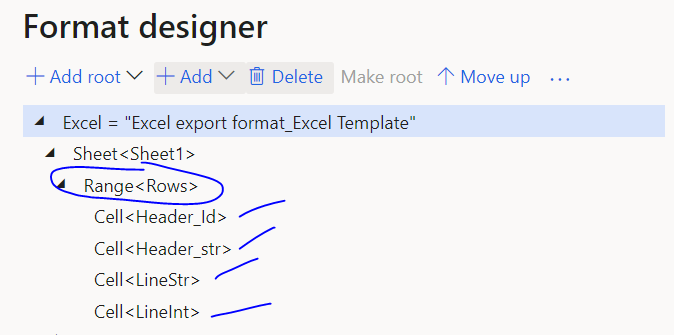 Format designer
Add root Add Delete Make root Move up ...
Excel = "Excel export format_Excel Template"
Sheet<Sheet1>
Range<Rows>
Cell<Header_Id>
Cell<Header_str>
Cell<LineStr>
Cell<LineInt>